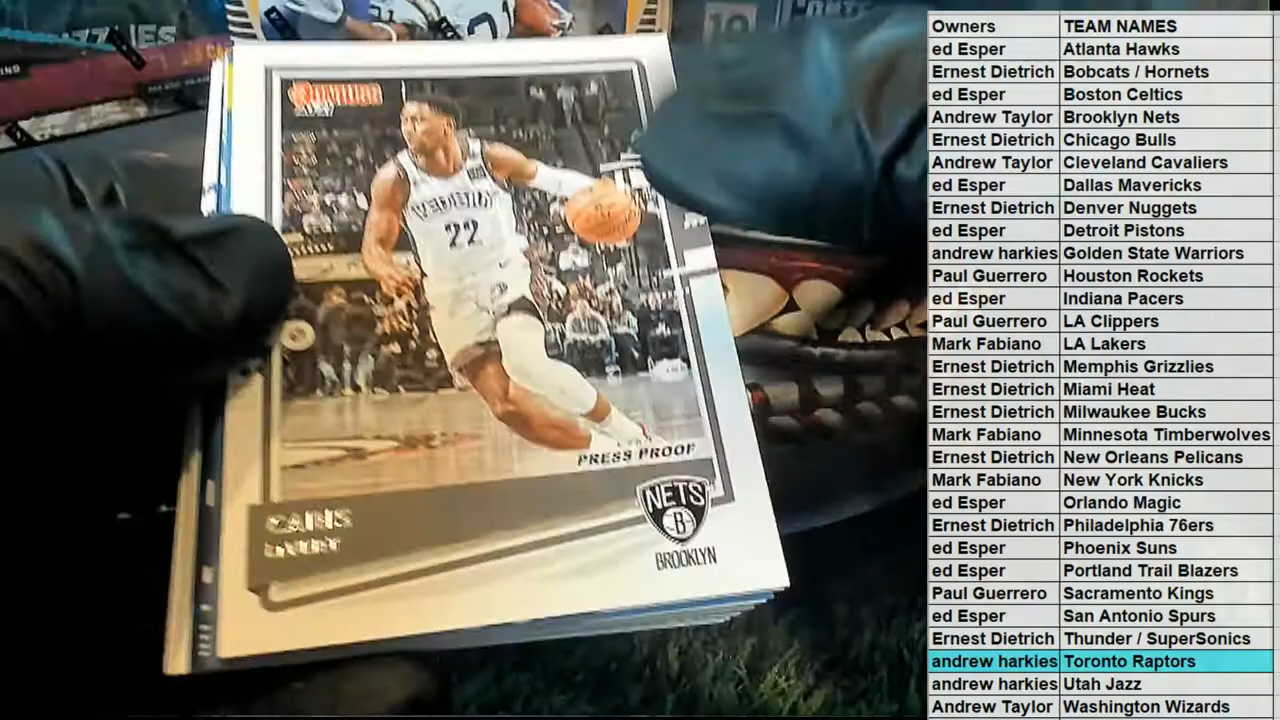 22
PRESS PROOF
CARIS
LEVERT
NETS
B
BROOKLYN
Owners TEAM NAMES
ed Esper Atlanta Hawks
Ernest Dietrich Bobcats / Hornets
ed Esper Boston Celtics
Andrew Taylor Brooklyn Nets
Ernest Dietrich Chicago Bulls
Andrew Taylor Cleveland Cavaliers
ed Esper Dallas Mavericks
Ernest Dietrich Denver Nuggets
ed Esper Detroit Pistons
andrew harkies Golden State Warriors
Paul Guerrero Houston Rockets
ed Esper Indiana Pacers
Paul Guerrero LA Clippers
Mark Fabiano LA Lakers
Ernest Dietrich Memphis Grizzlies
Ernest Dietrich Miami Heat
Ernest Dietrich Milwaukee Bucks
Mark Fabiano Minnesota Timberwolves
Ernest Dietrich New Orleans Pelicans
Mark Fabiano New York Knicks
ed Esper Orlando Magic
Ernest Dietrich Philadelphia 76ers
ed Esper Phoenix Suns
ed Esper Portland Trail Blazers
Paul Guerrero Sacramento Kings
ed Esper San Antonio Spurs
Ernest Dietrich Thunder / SuperSonics
andrew harkies Toronto Raptors
andrew harkies Utah Jazz
Andrew Taylor Washington Wizards